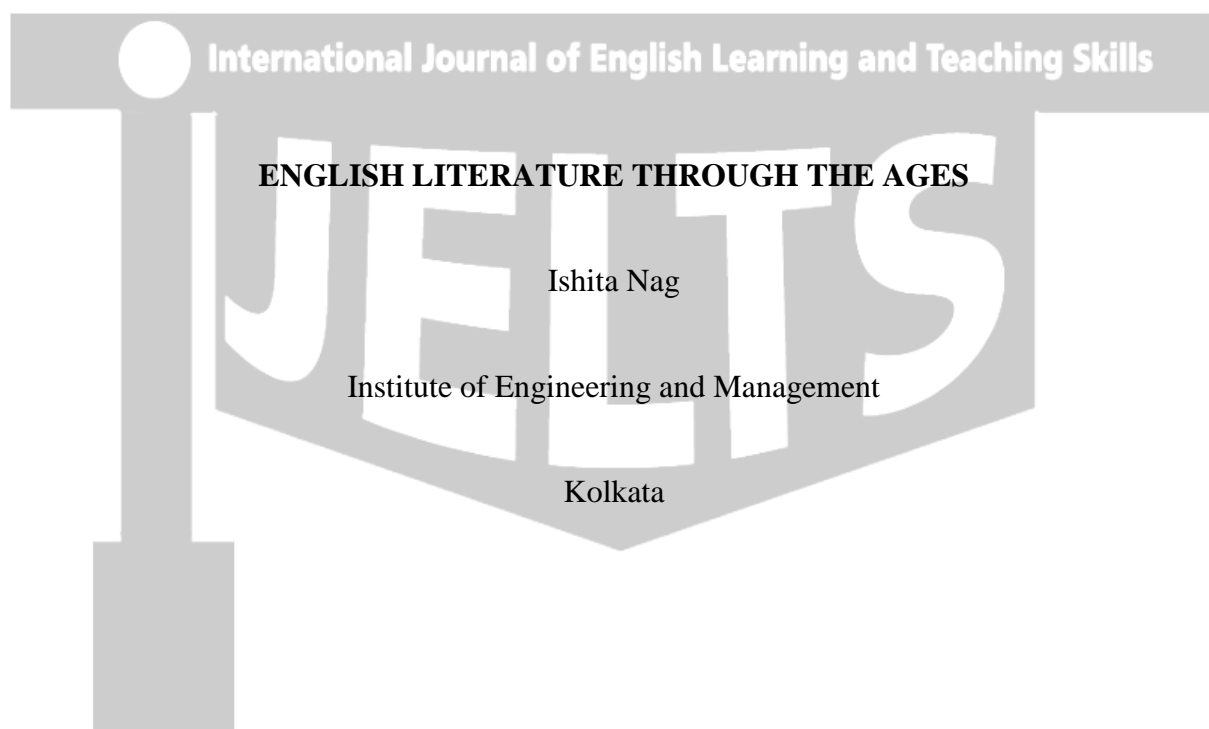 International Journal of English Learning and Teaching Skills
IJELTS
ENGLISH LITERATURE THROUGH THE AGES
Ishita Nag
Institute of Engineering and Management
Kolkata